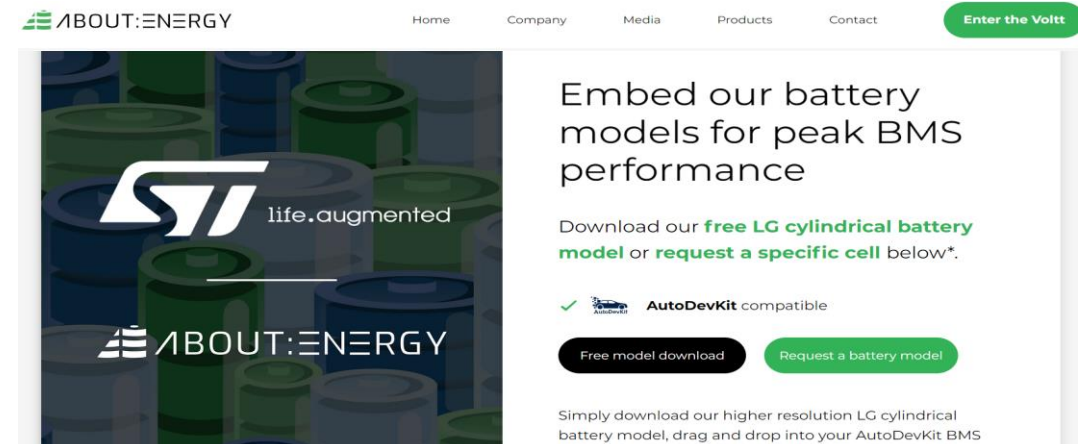 ABOUT:ENERGY
Home Company Media Products Contact Enter the Voltt
ST
life.augmented
ABOUT:ENERGY
Embed our battery
models for peak BMS
performance
Download our free LG cylindrical battery
model or request a specific cell below*.
AutoDevKit AutoDevKit compatible
Free model download Request a battery model
Simply download our higher resolution LG cylindrical
battery model, drag and drop into your AutoDevKit BMS